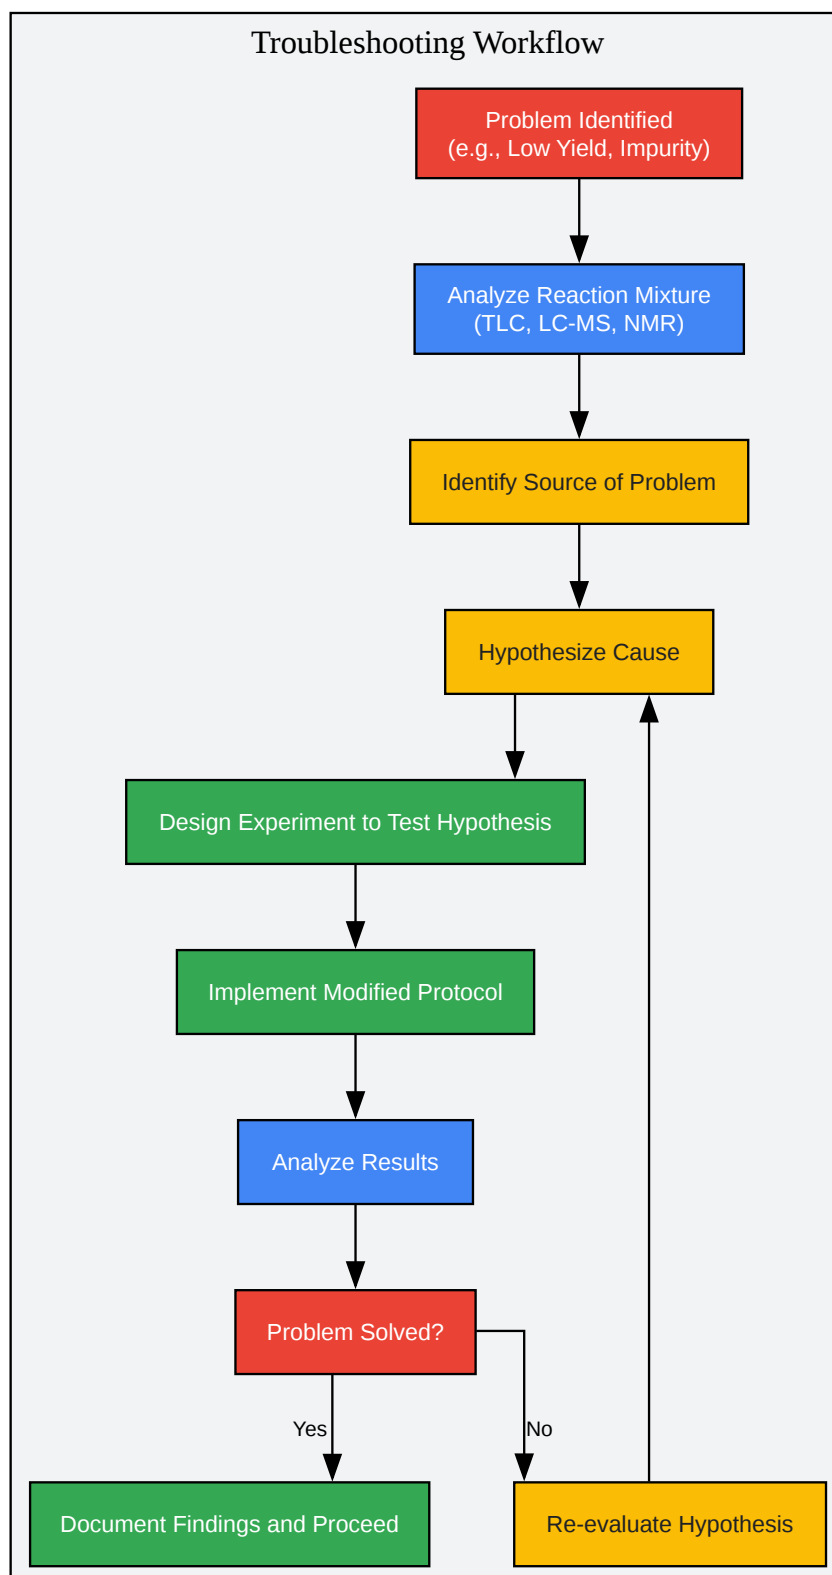 Troubleshooting Workflow
Problem Identified
(e.g., Low Yield, Impurity)
Analyze Reaction Mixture
(TLC, LC-MS, NMR)
Identify Source of Problem
Hypothesize Cause
Design Experiment to Test Hypothesis
Implement Modified Protocol
Analyze Results
Problem Solved?
Yes
No
Document Findings and Proceed
Re-evaluate Hypothesis